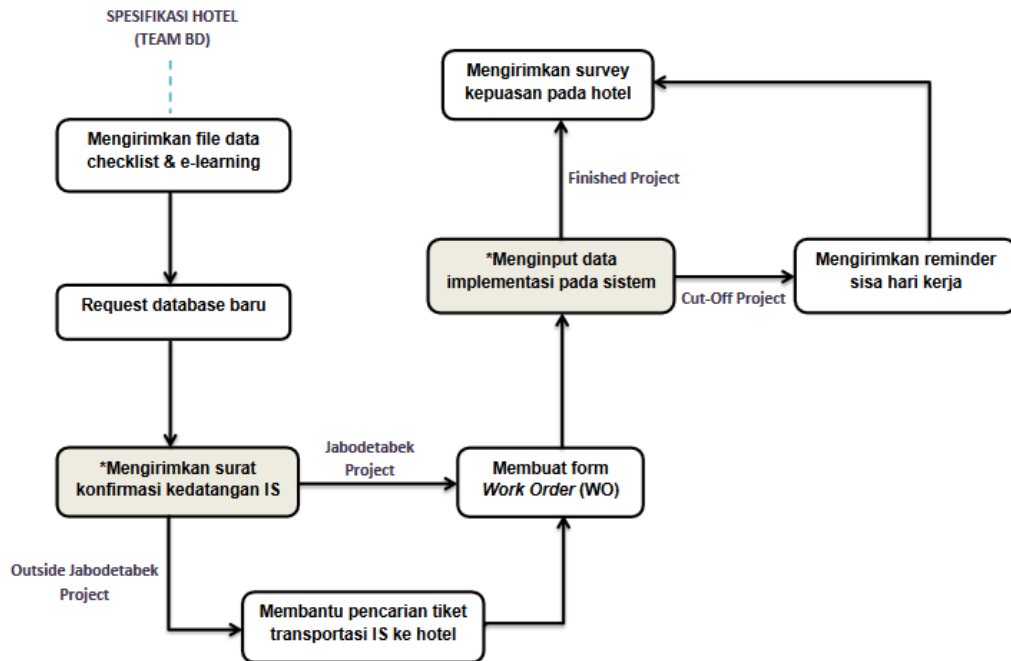 SPESIFIKASI HOTEL
(TEAM BD)
Mengirimkan file data
checklist & e-learning
Request database baru
*Mengirimkan surat
konfirmasi kedatangan IS
Jabodetabek
Project
Outside Jabodetabek
Project
Membantu pencarian tiket
transportasi IS ke hotel
Membuat form
Work Order (WO)
*Menginput data
implementasi pada sistem
Finished Project
Cut-Off Project
Mengirimkan reminder
sisa hari kerja
Mengirimkan survey
kepuasan pada hotel